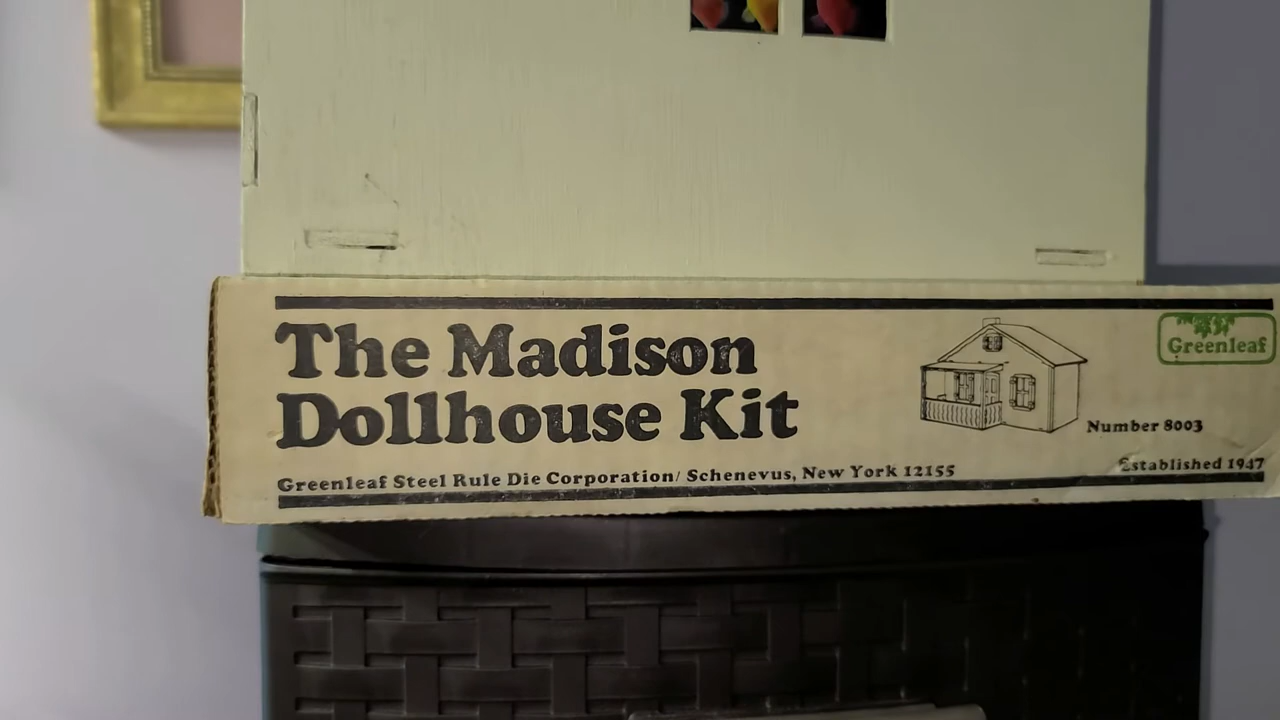 The Madison
Dollhouse Kit
Greenleaf
Number 8003
Greenleaf Steel Rule Die Corporation/ Schenevus, New York 12155
Established 1947